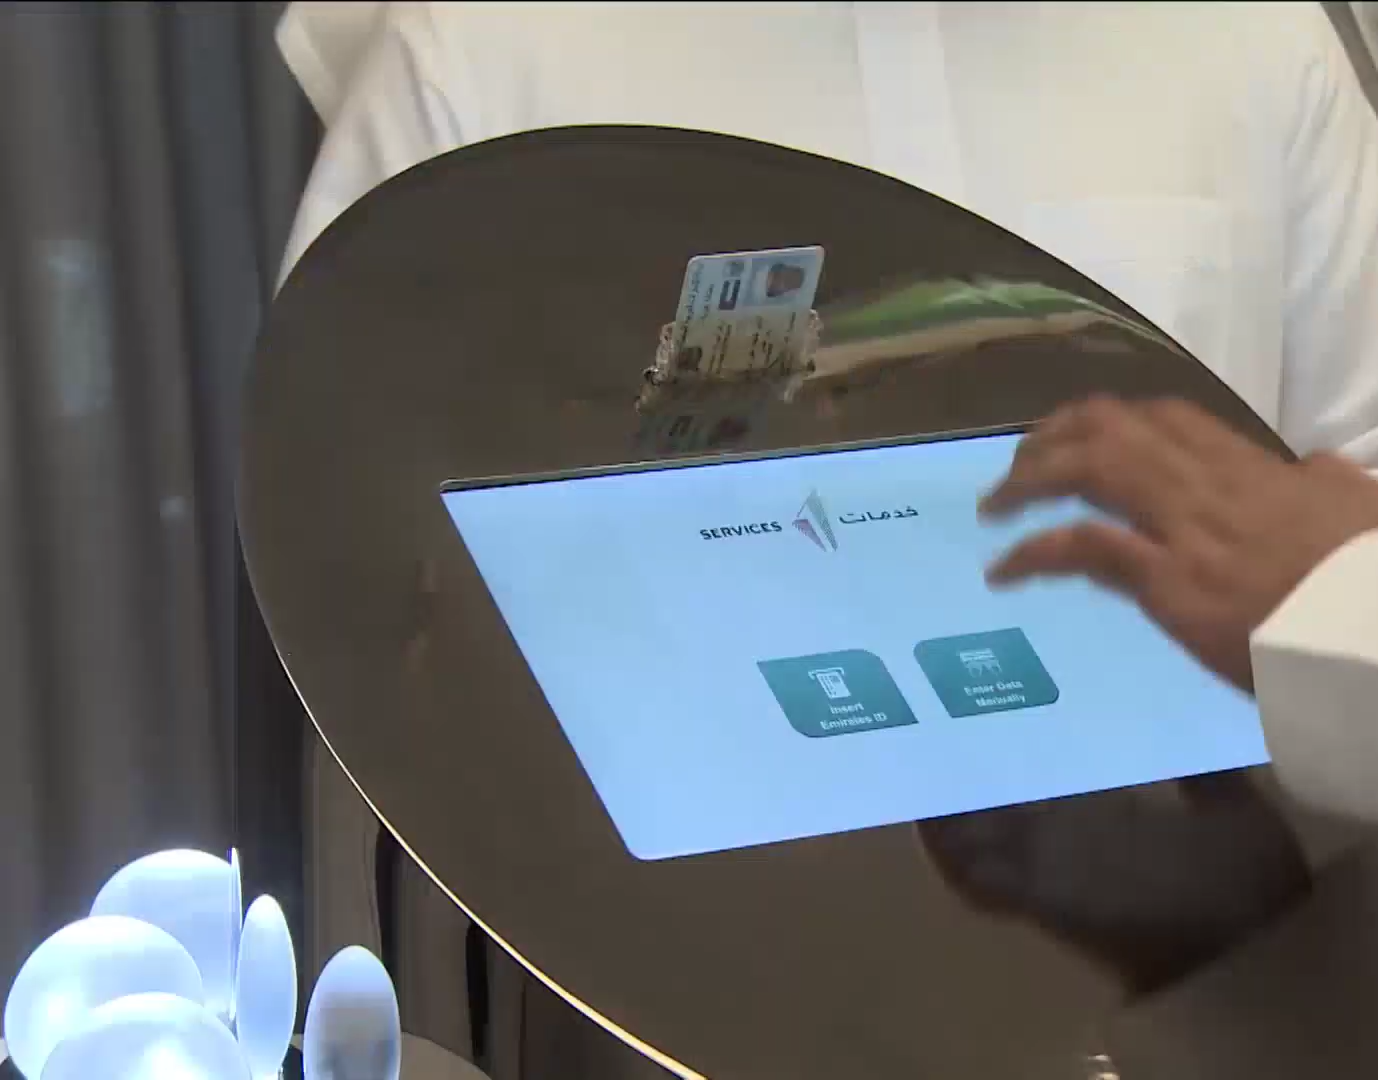 SERVICES خدمات
Insert
Emirates ID
Enter Data
Manually